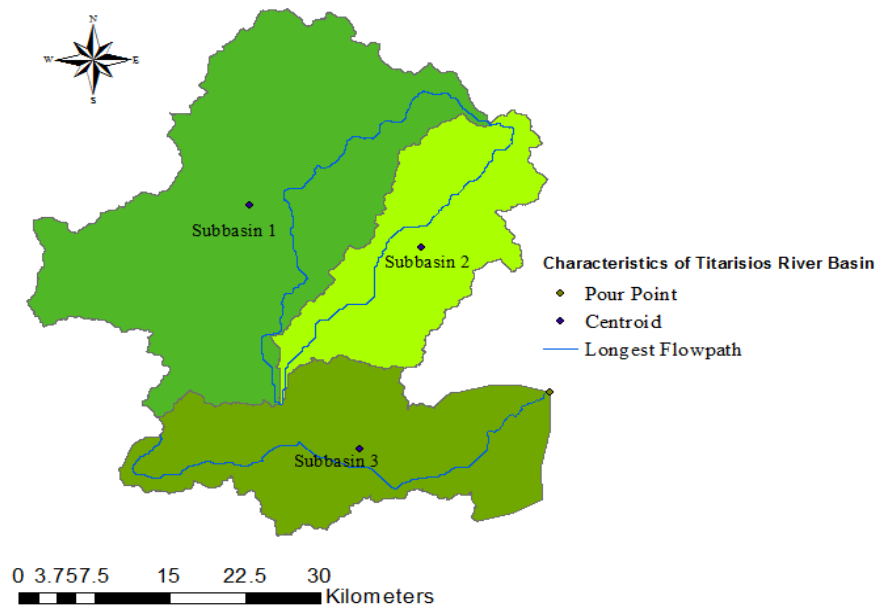 N
W E
S
Subbasin 1
Subbasin 2
Characteristics of Titarisios River Basin
Pour Point
Centroid
Longest Flowpath
Subbasin 3
0 3.757.5 15 22.5 30
Kilometers